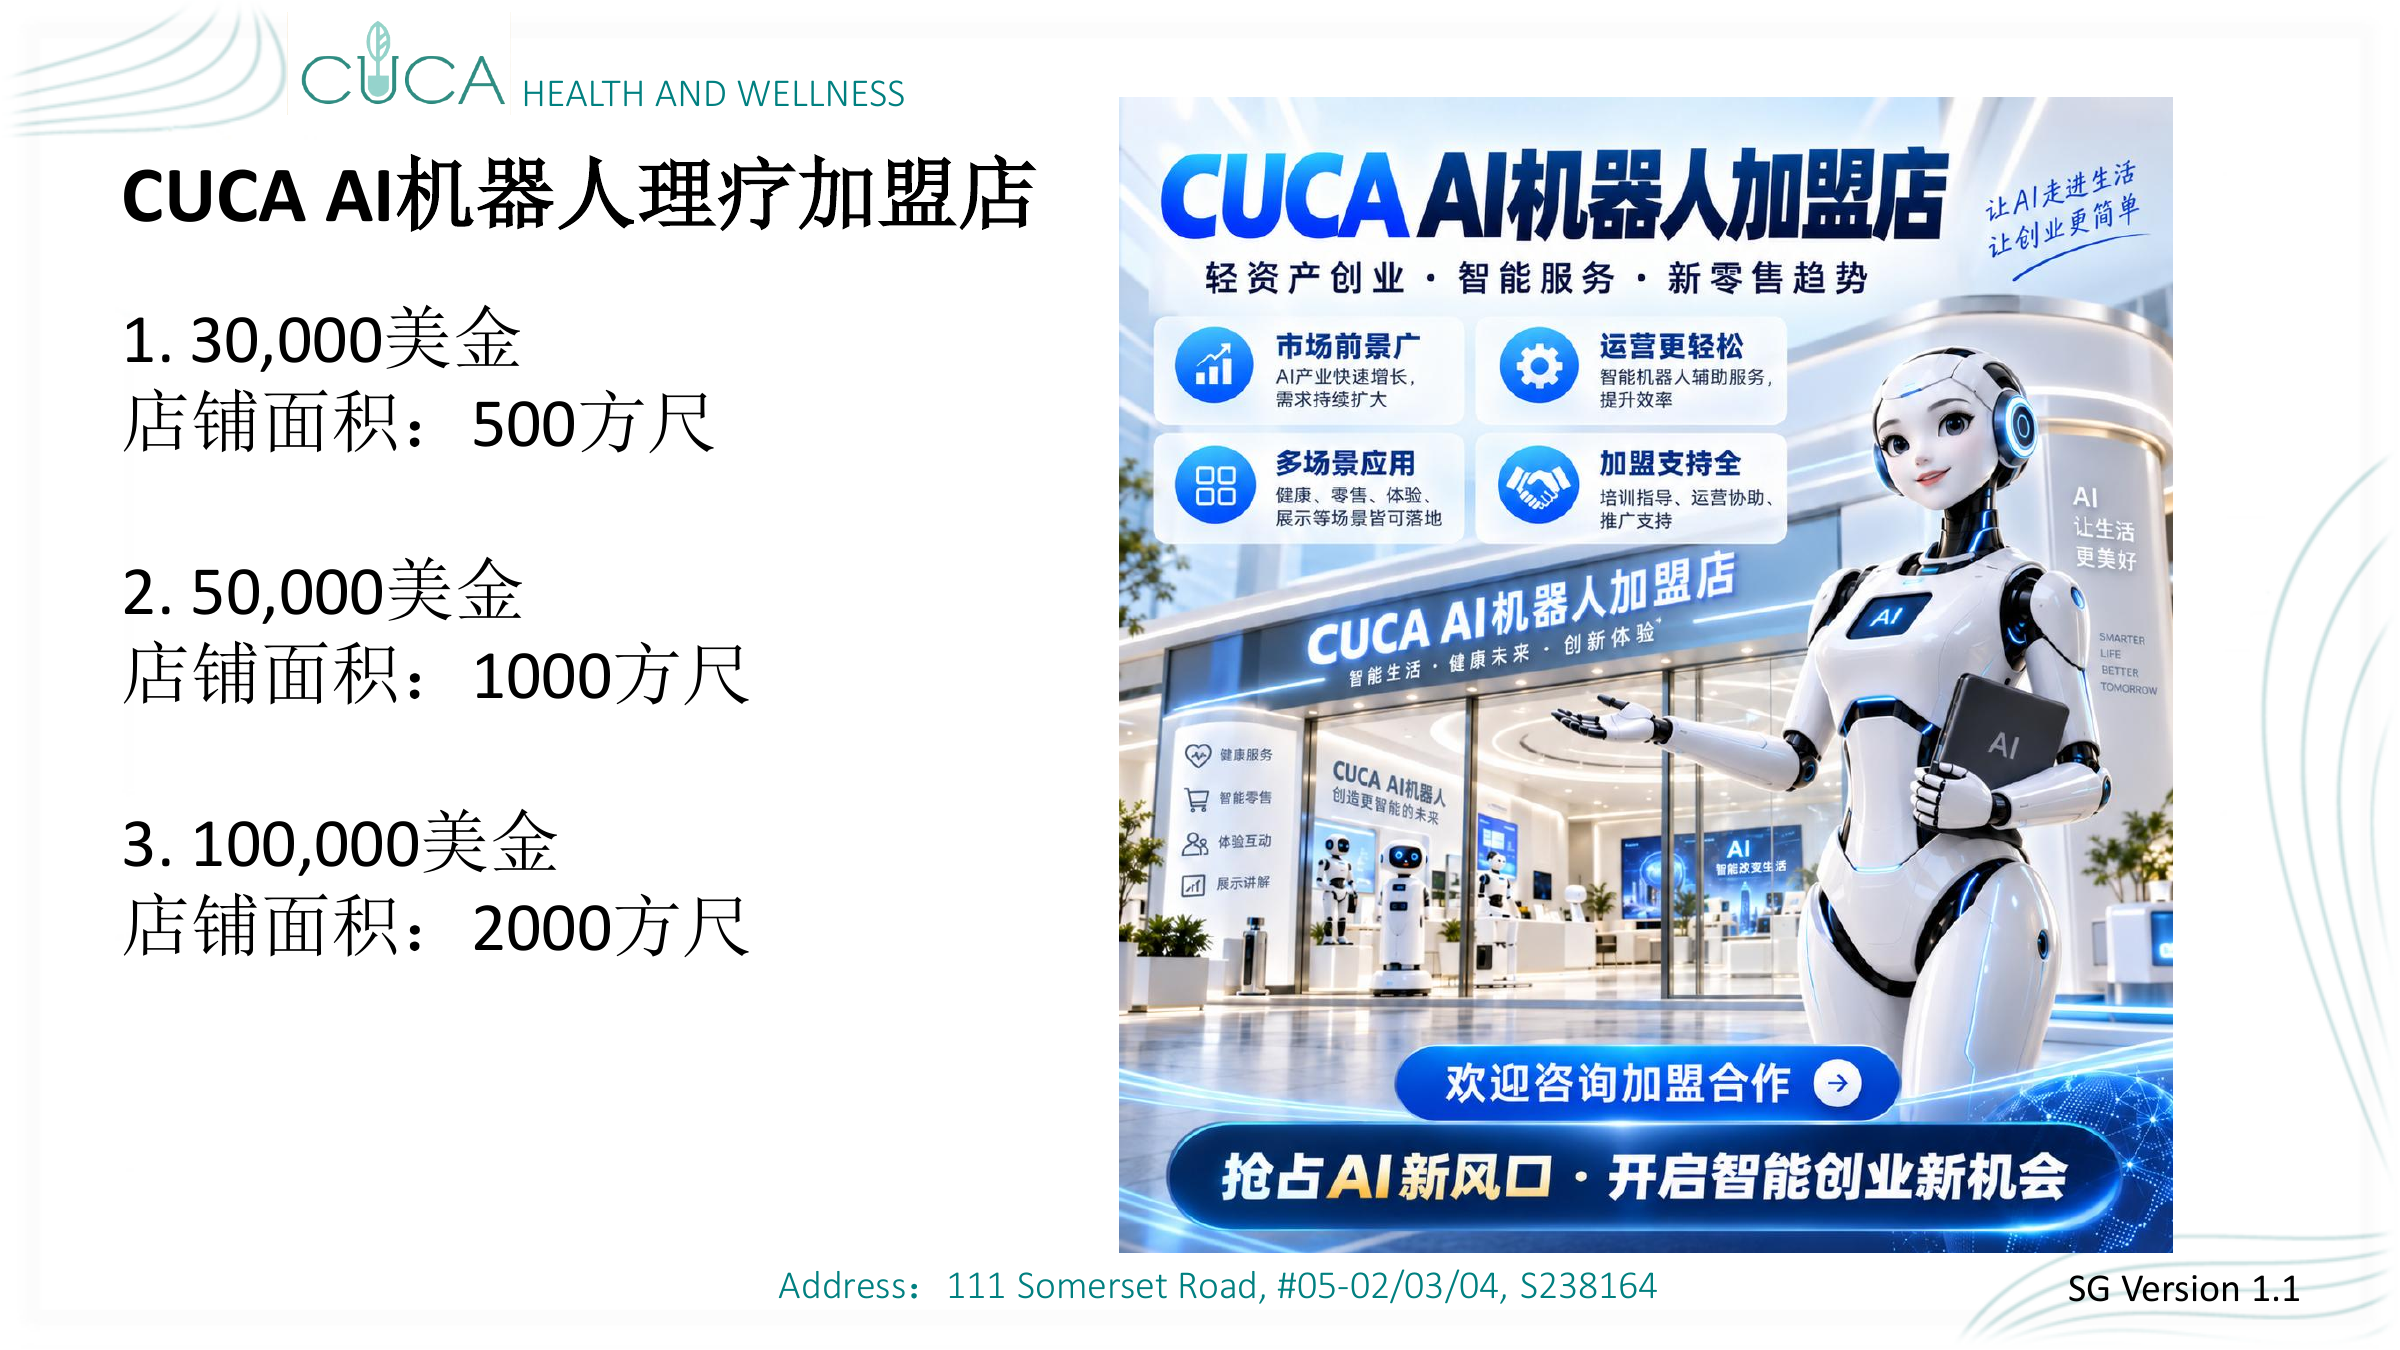 CUCA HEALTH AND WELLNESS
CUCA AI机器人理疗加盟店
1. 30,000美金
店铺面积：500方尺
2. 50,000美金
店铺面积：1000方尺
3. 100,000美金
店铺面积：2000方尺
CUCA AI机器人加盟店
让AI走进生活
让创业更简单
轻资产创业 · 智能服务 · 新零售趋势
市场前景广
AI产业快速增长，
需求持续扩大
运营更轻松
智能机器人辅助服务，
提升效率
多场景应用
健康、零售、体验、
展示等场景皆可落地
加盟支持全
培训指导、运营协助、
推广支持
AI
让生活
更美好
SMARTER
LIFE
BETTER
TOMORROW
CUCA AI机器人加盟店
智能生活 · 健康未来 · 创新体验
AI
AI
健康服务
智能零售
体验互动
展示讲解
CUCA AI机器人
创造更智能的未来
AI
智能改变生活
欢迎咨询加盟合作
抢占AI新风口 · 开启智能创业新机会
Address：111 Somerset Road, #05-02/03/04, S238164
SG Version 1.1